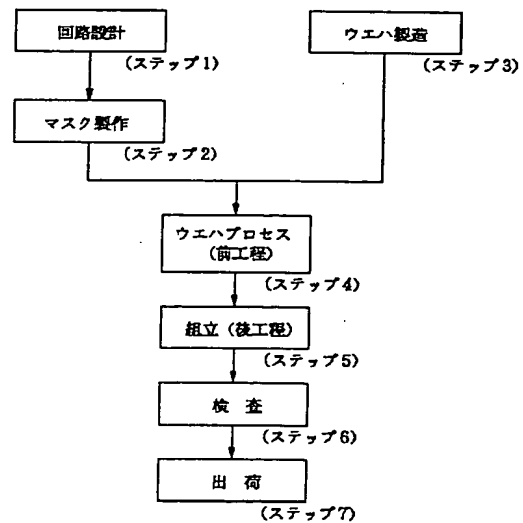 回路設計
(ステップ1)
ウエハ製造
(ステップ3)
マスク製作
(ステップ2)
ウエハプロセス
(前工程)
(ステップ4)
組立(後工程)
(ステップ5)
検 査
(ステップ6)
出 荷
(ステップ7)